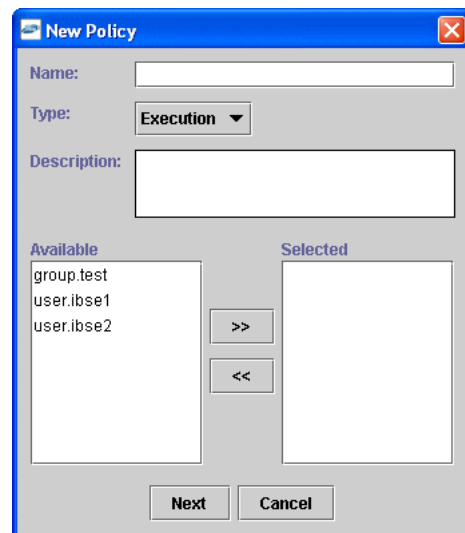 New Policy
Name:
Type:
Execution
Description:
Available
Selected
group.test
user.ibse1
user.ibse2
>>
<<
Next
Cancel